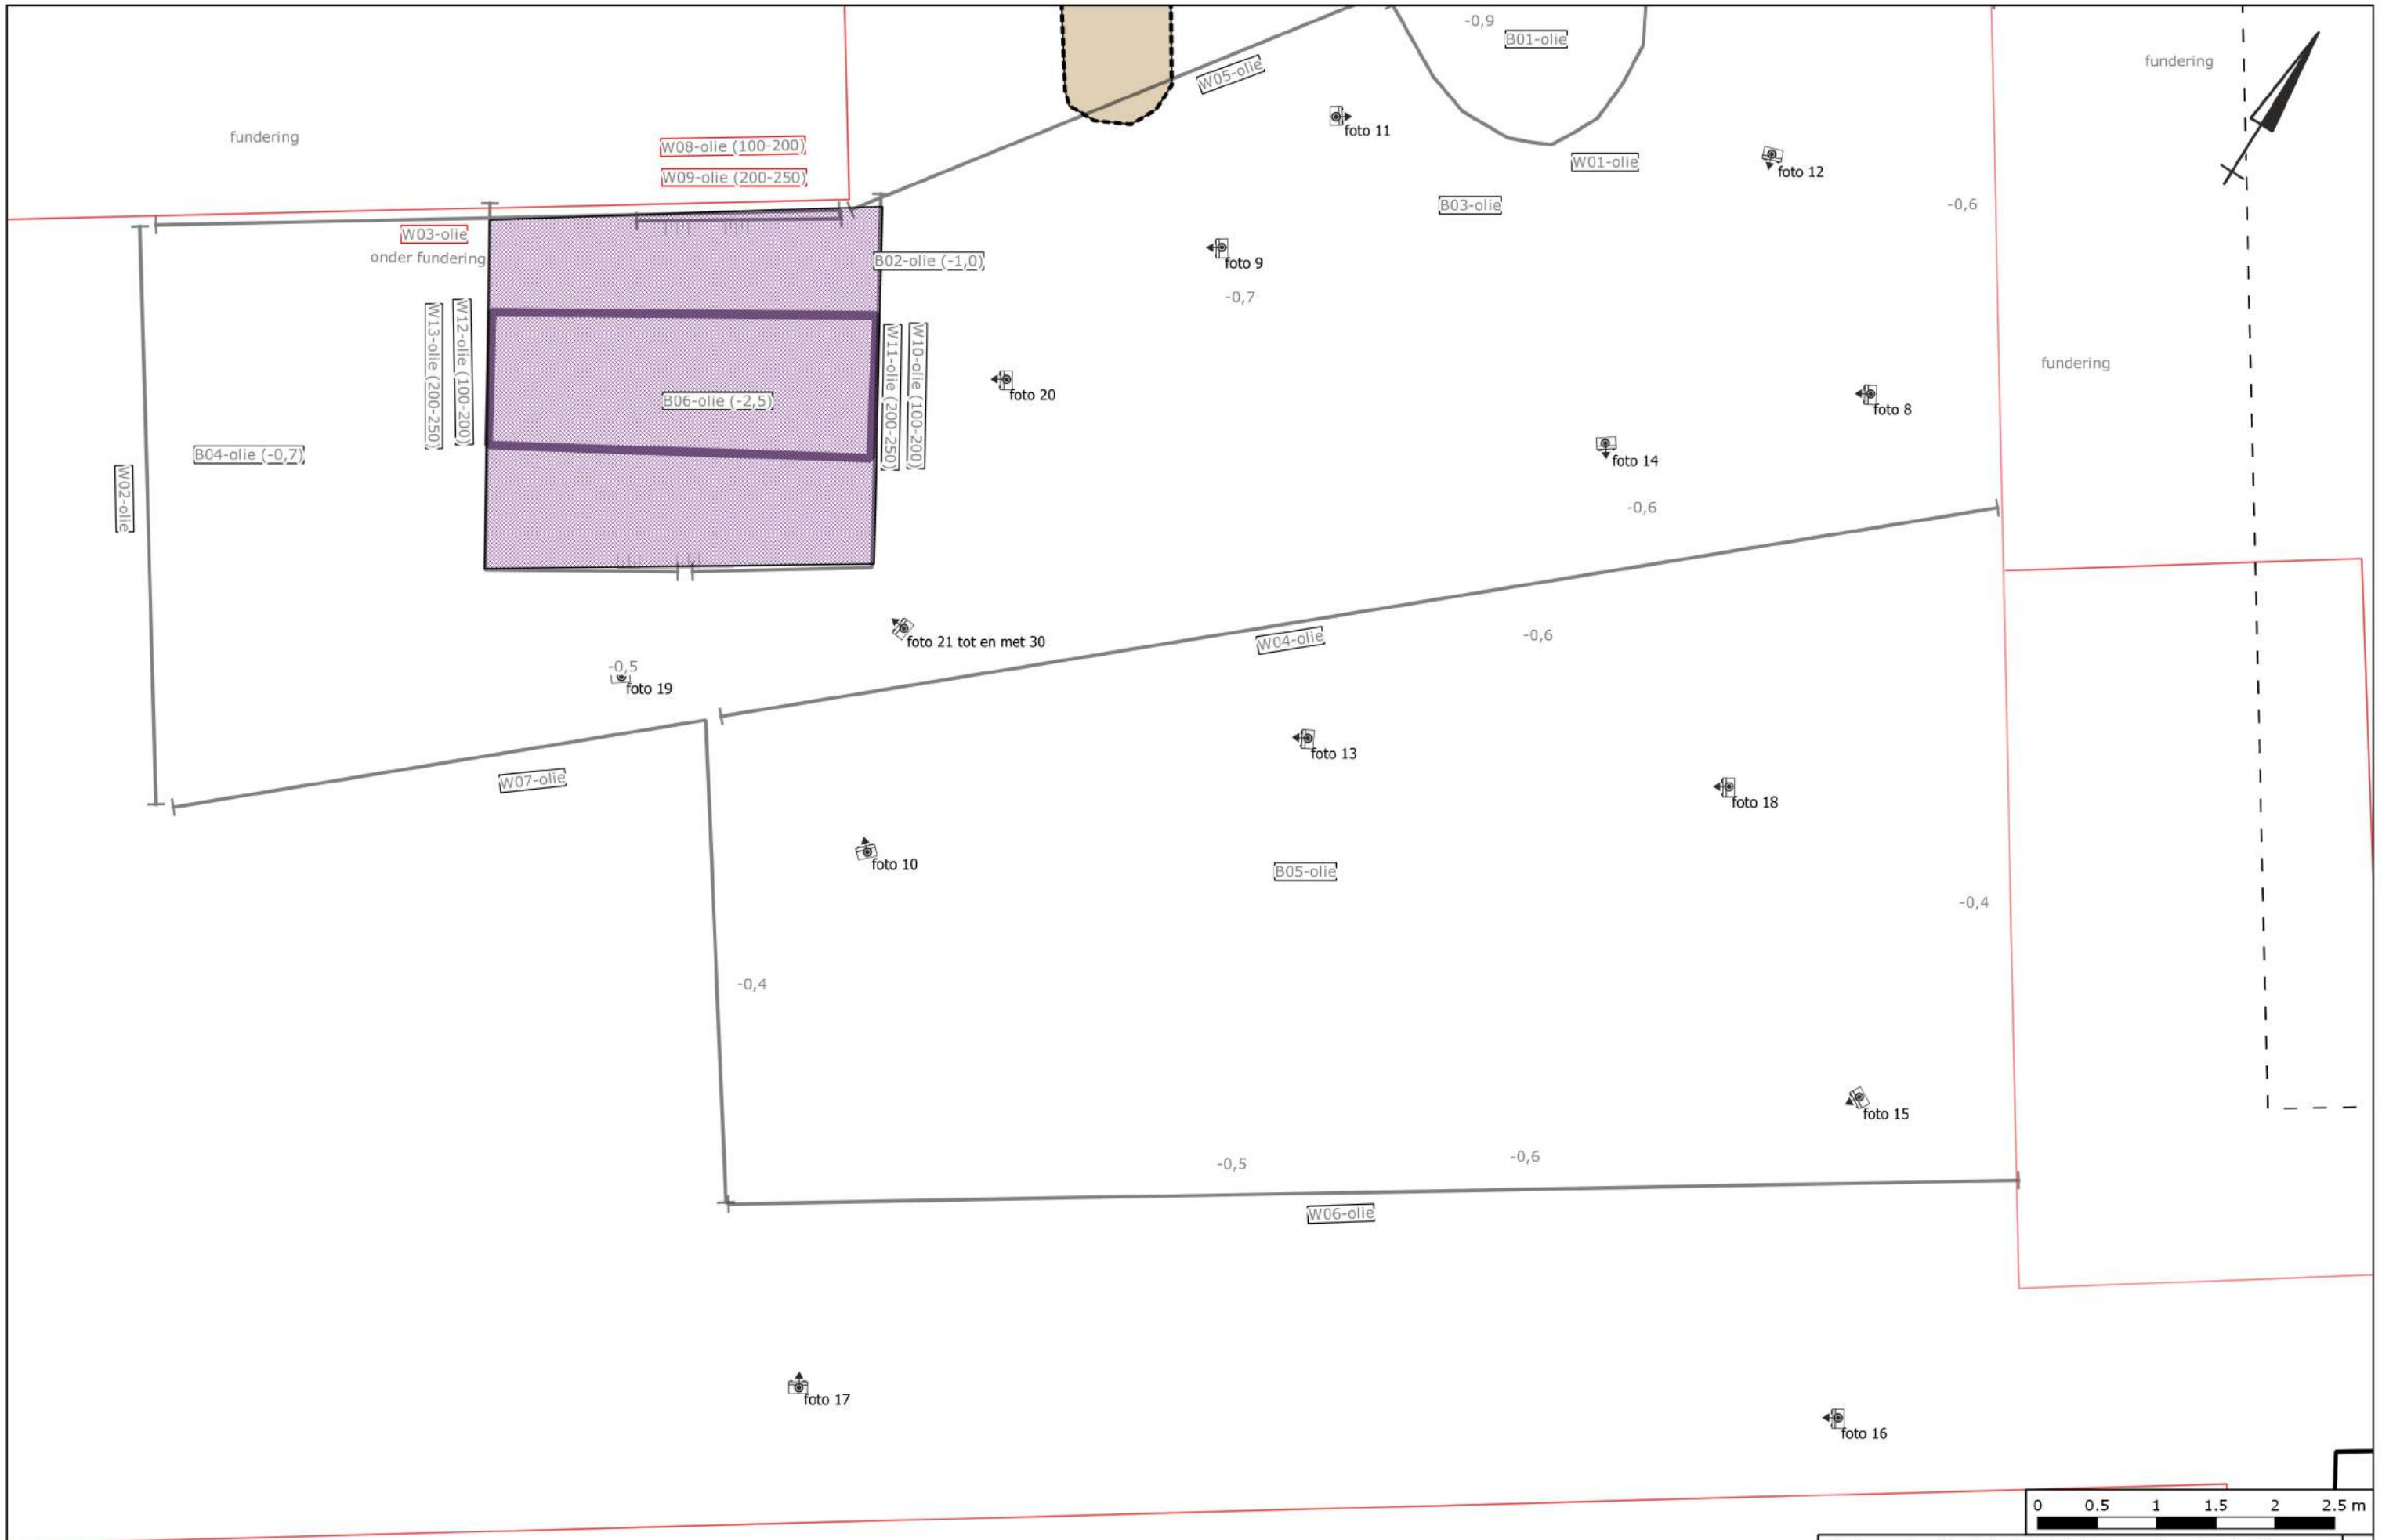 -0,9
B01-olie
fundering
W05-olie
foto 11
fundering
W08-olie (100-200)
W01-olie
foto 12
W09-olie (200-250)
B03-olie
-0,6
W03-olie
onder fundering
B02-olie (-1,0)
foto 9
-0,7
W13-olie (200-250)
W12-olie (100-200)
W11-olie (200-250)
W10-olie (100-200)
fundering
foto 20
B06-olie (-2,5)
foto 8
B04-olie (-0,7)
foto 14
W02-olie
-0,6
foto 21 tot en met 30
W04-olie
-0,6
-0,5
foto 19
foto 13
W07-olie
foto 18
foto 10
B05-olie
-0,4
-0,4
foto 15
-0,5
-0,6
W06-olie
foto 17
foto 16
0 0.5 1 1.5 2 2.5 m